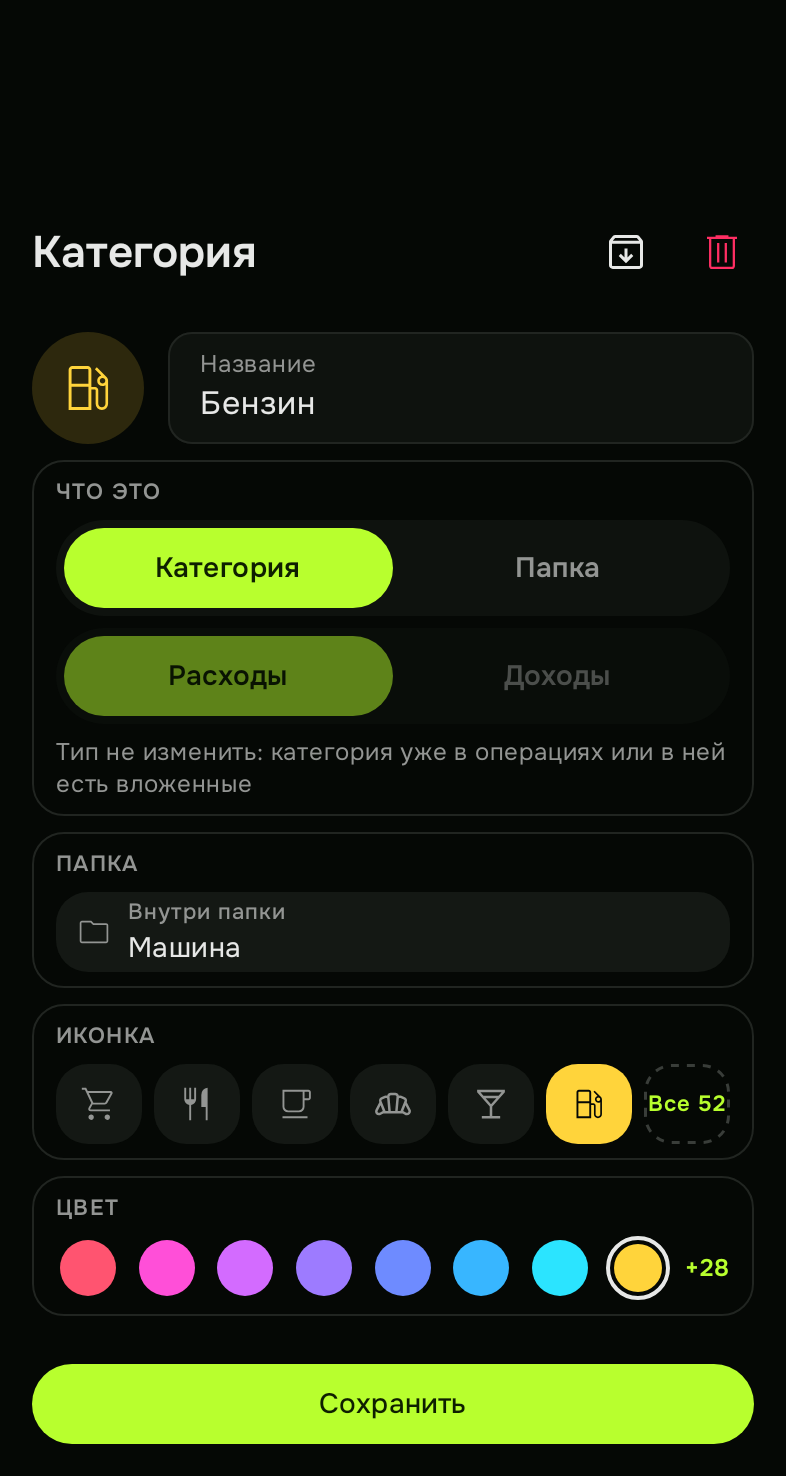 Категория
Название
Бензин
ЧТО ЭТО
Категория
Папка
Расходы
Доходы
Тип не изменить: категория уже в операциях или в ней
есть вложенные
ПАПКА
Внутри папки
Машина
ИКОНКА
Все 52
ЦВЕТ
+28
Сохранить